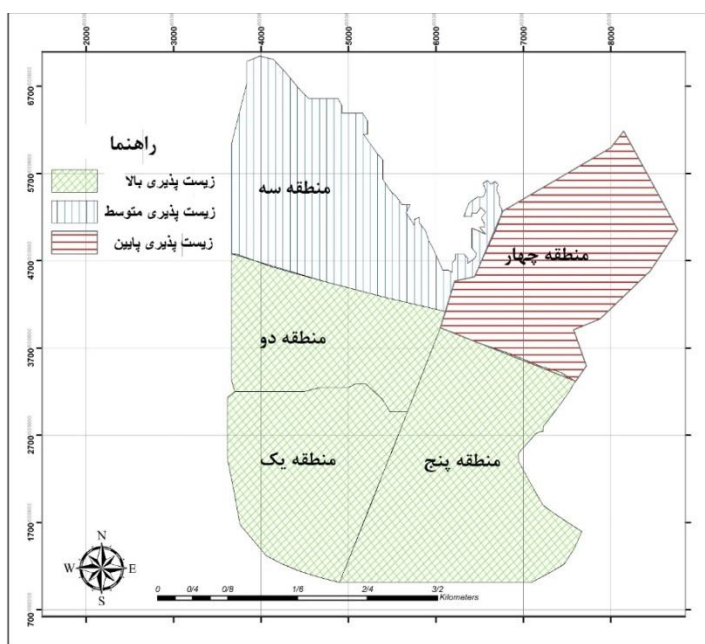 2000 3000 4000 5000 6000 7000 8000
6700
5700
4700
3700
2700
1700
700
راهنما
زیست پذیری بالا
زیست پذیری متوسط
زیست پذیری پایین
منطقه سه
منطقه چهار
منطقه دو
منطقه یک
منطقه پنج
N
W E
S
0 0/4 0/8 1/6 2/4 3/2
Kilometers